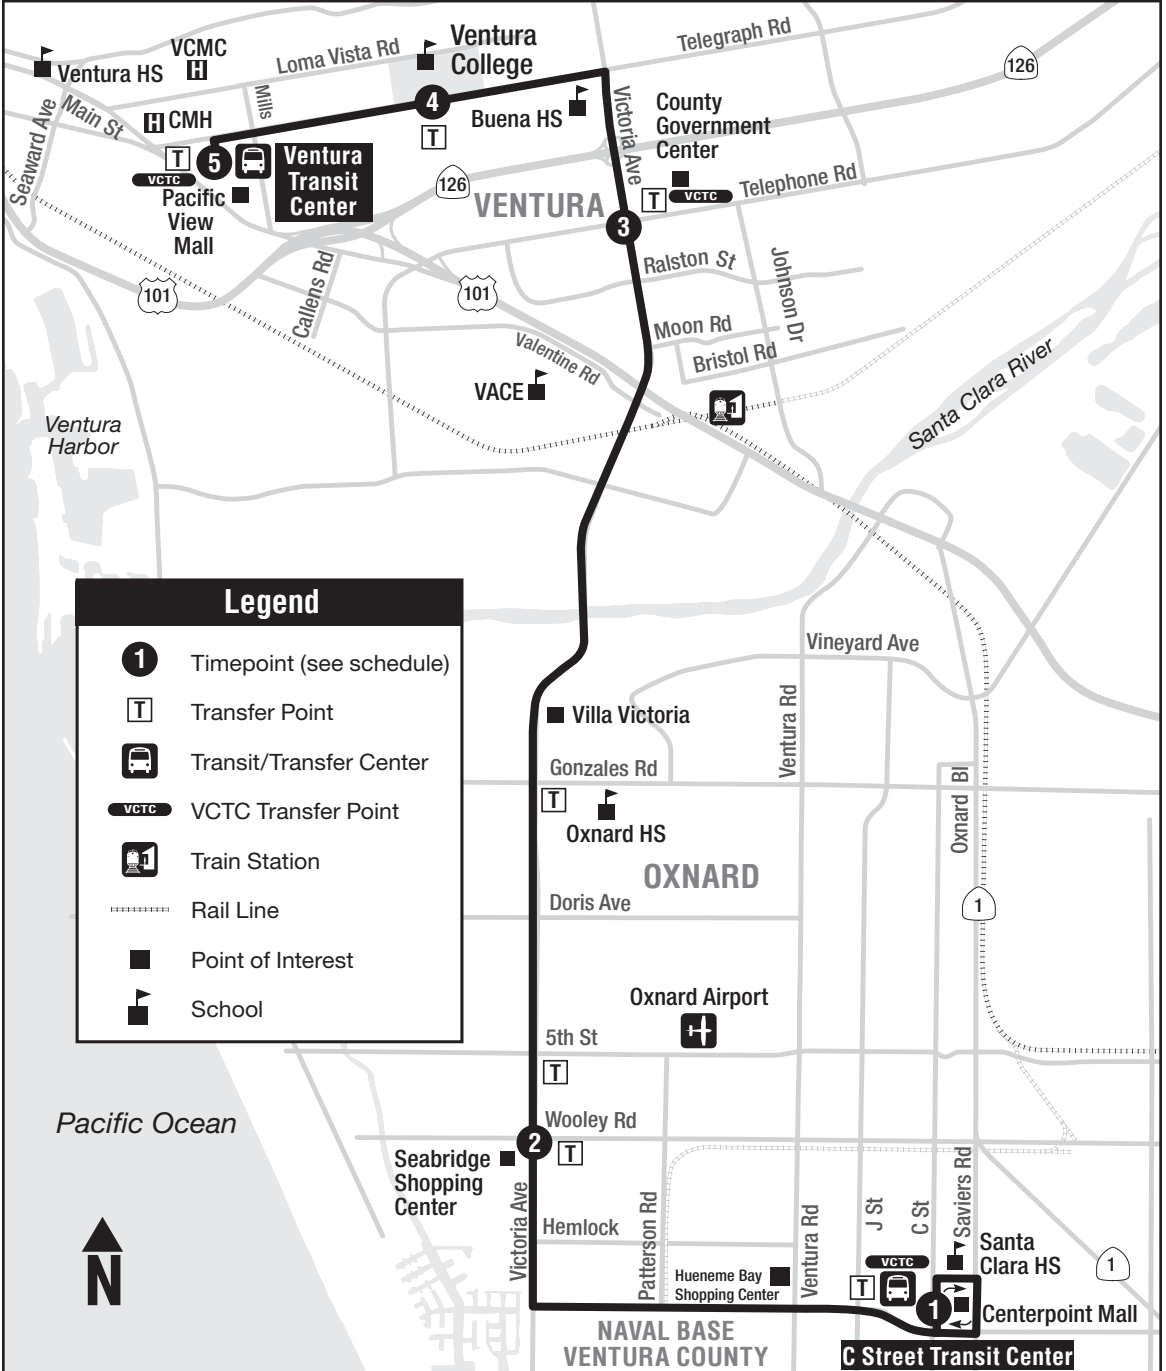 Telegraph Rd
126
Ventura
College
Loma Vista Rd
VCMC
H
Ventura HS
Mills
Main St
H CMH
Seaward Ave
4
T
Buena HS
Victoria Ave
County
Government
Center
T
VCTC
5
Ventura
Transit
Center
Pacific
View
Mall
126
VENTURA
T
VCTC
Telephone Rd
3
Ralston St
Johnson Dr
101
101
Callens Rd
Moon Rd
Bristol Rd
Valentine Rd
VACE
Santa Clara River
Ventura
Harbor
Legend
1 Timepoint (see schedule)
T Transfer Point
Transit/Transfer Center
VCTC VCTC Transfer Point
Train Station
Rail Line
Point of Interest
School
Vineyard Ave
Ventura Rd
Villa Victoria
Gonzales Rd
T
Oxnard HS
Oxnard Bl
OXNARD
Doris Ave
1
Oxnard Airport
5th St
T
Pacific Ocean
Wooley Rd
2
T
Seabridge
Shopping
Center
Victoria Ave
Hemlock
Patterson Rd
Ventura Rd
J St
C St
Saviers Rd
Santa
Clara HS
1
VCTC
T
Hueneme Bay
Shopping Center
1
Centerpoint Mall
N
NAVAL BASE
VENTURA COUNTY
C Street Transit Center